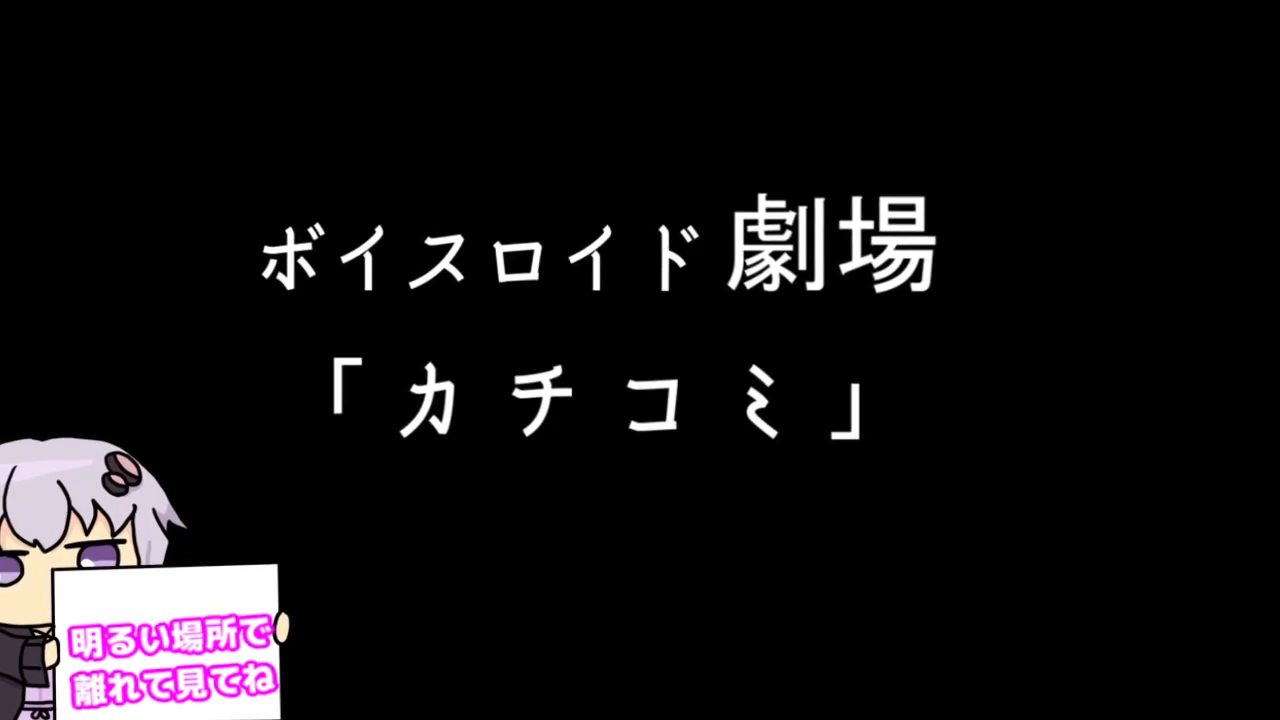 ボイスロイド劇場
「カチコミ」
明るい場所で
離れて見てね